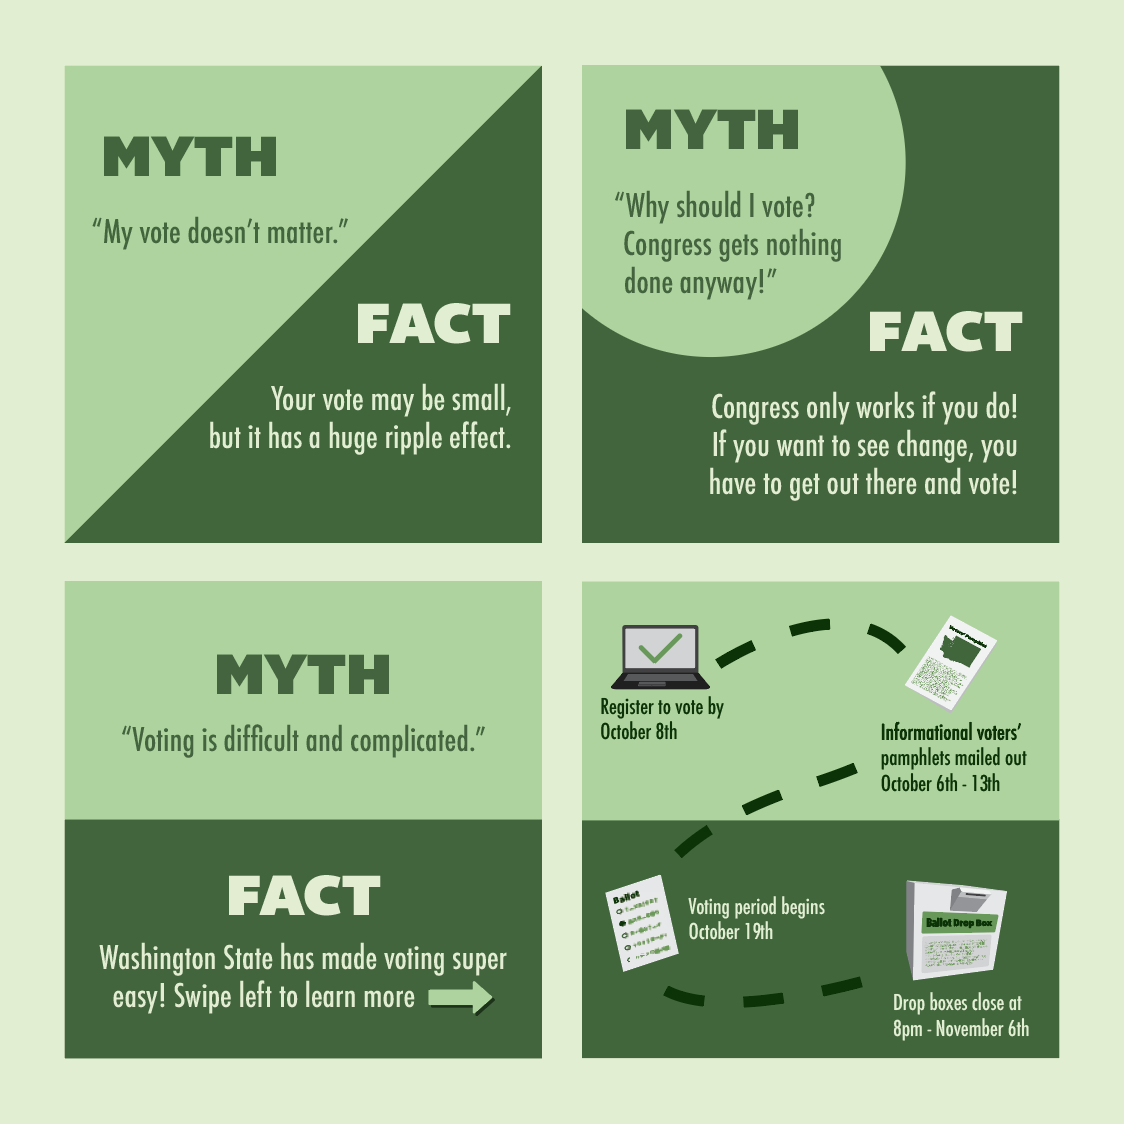 MYTH
“My vote doesn’t matter.”
FACT
Your vote may be small,
but it has a huge ripple effect.
MYTH
“Why should I vote?
Congress gets nothing
done anyway!”
FACT
Congress only works if you do!
If you want to see change, you
have to get out there and vote!
MYTH
“Voting is difficult and complicated.”
FACT
Washington State has made voting super
easy! Swipe left to learn more
Register to vote by
October 8th
Voters' Pamphlet
Informational voters’
pamphlets mailed out
October 6th - 13th
Ballot
Voting period begins
October 19th
Ballot Drop Box
Drop boxes close at
8pm - November 6th